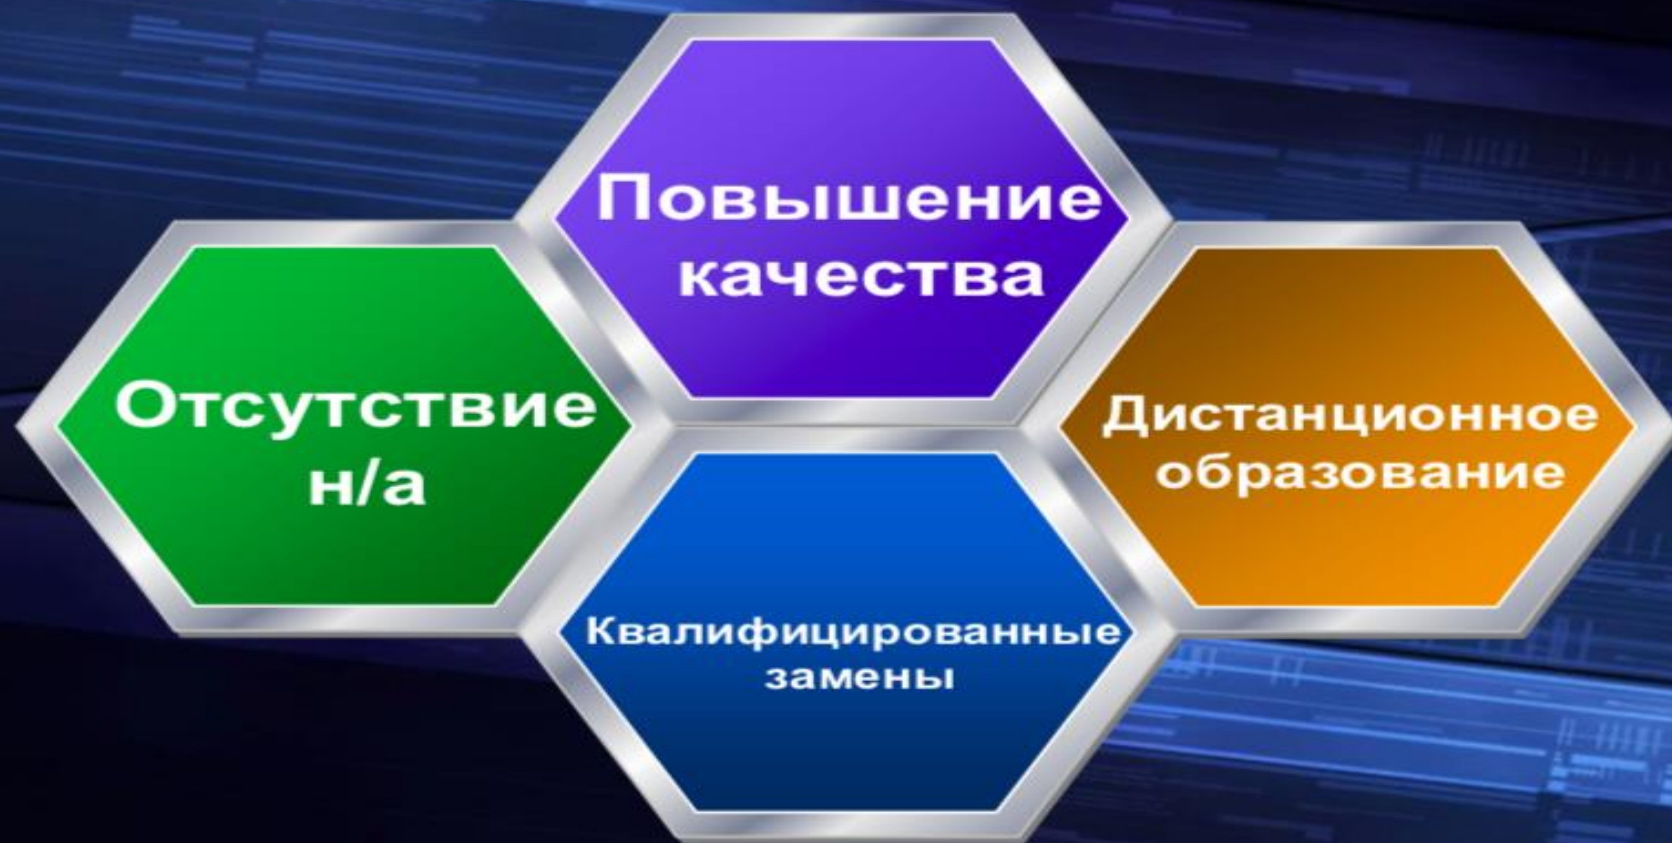 Повышение
качества
Отсутствие
н/а
Дистанционное
образование
Квалифицированные
замены